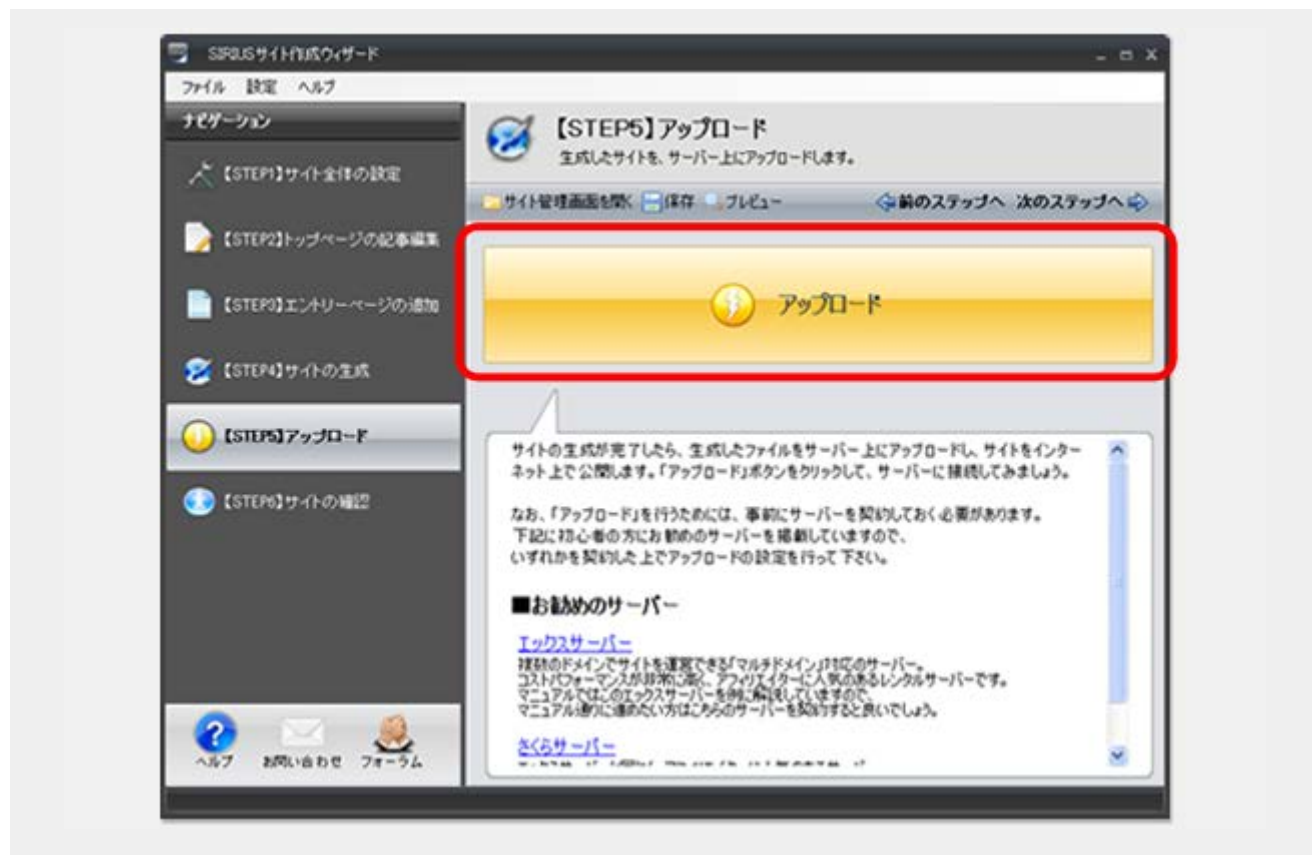 SIRIUSサイト作成ウィザード
ファイル 設定 ヘルプ
ナビゲーション
【STEP1】サイト全体の設定
【STEP2】トップページの記事編集
【STEP3】エントリーページの追加
【STEP4】サイトの生成
【STEP5】アップロード
【STEP6】サイトの確認
ヘルプ お問い合わせ フォーラム
【STEP5】アップロード
生成したサイトを、サーバー上にアップロードします。
サイト管理画面を開く 保存 プレビュー 前のステップへ 次のステップへ
アップロード
サイトの生成が完了したら、生成したファイルをサーバー上にアップロードし、サイトをインター
ネット上で公開します。「アップロード」ボタンをクリックして、サーバーに接続してみましょう。
なお、「アップロード」を行うためには、事前にサーバーを契約しておく必要があります。
下記に初心者の方にお勧めのサーバーを掲載していますので、
いずれかを契約した上でアップロードの設定を行って下さい。
■お勧めのサーバー
エックスサーバー
複数のドメインでサイトを運営できる「マルチドメイン」対応のサーバー。
コストパフォーマンスが非常に高く、アフィリエイターに人気のあるレンタルサーバーです。
マニュアルではこのエックスサーバーを例に解説していますので、
マニュアル通りに進めたい方はこちらのサーバーを契約すると良いでしょう。
さくらサーバー